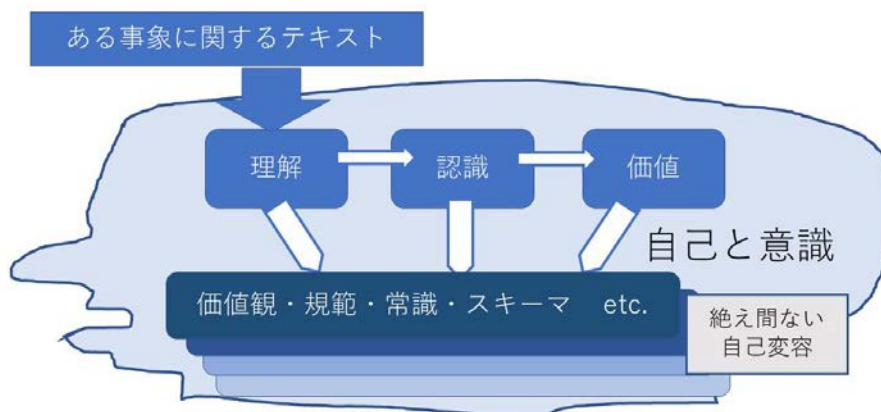 ある事象に関するテキスト
理解
認識
価値
自己と意識
価値観・規範・常識・スキーマ etc.
絶え間ない
自己変容